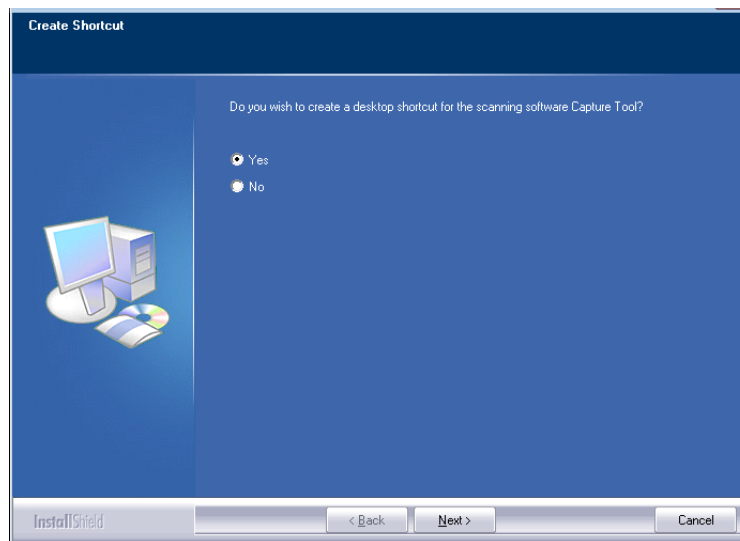 Create Shortcut
Do you wish to create a desktop shortcut for the scanning software Capture Tool?
Yes
No
InstallShield
< Back
Next >
Cancel